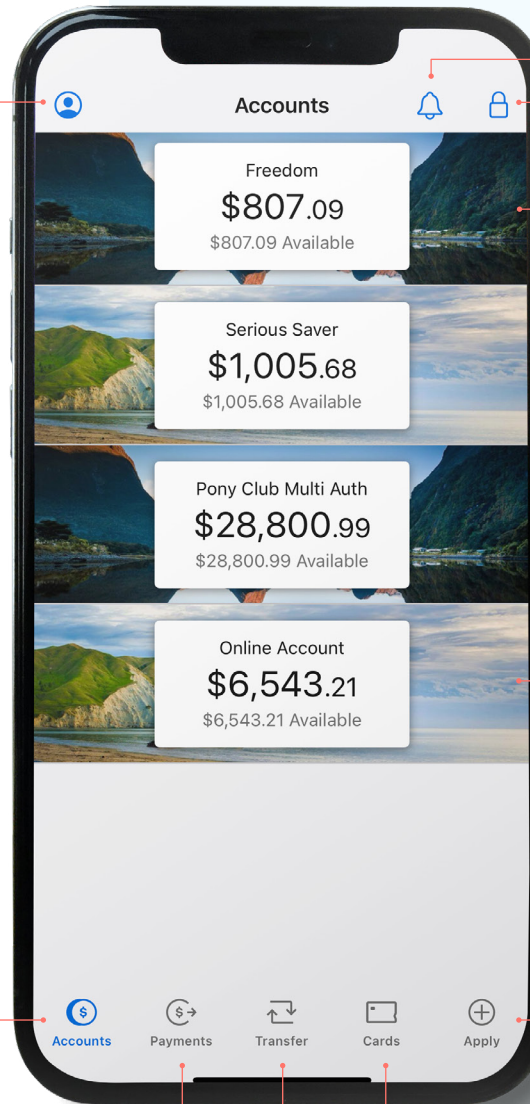 Accounts
Freedom
$807.09
$807.09 Available
Serious Saver
$1,005.68
$1,005.68 Available
Pony Club Multi Auth
$28,800.99
$28,800.99 Available
Online Account
$6,543.21
$6,543.21 Available
Accounts
Payments
Transfer
Cards
Apply